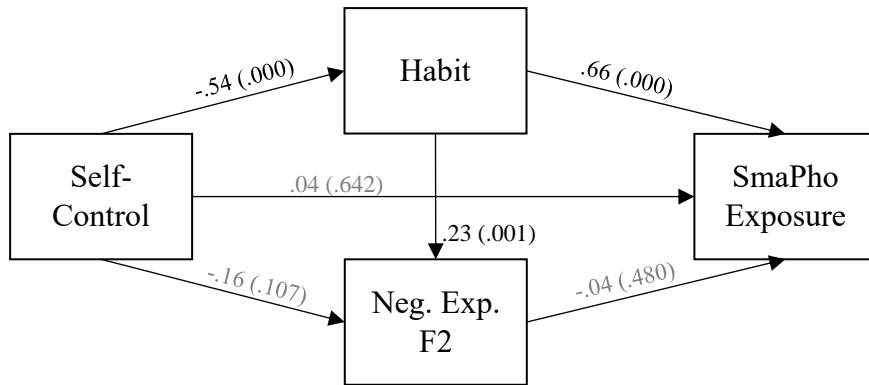 Habit
-.54 (.000)
.66 (.000)
Self-
Control
.04 (.642)
SmaPho
Exposure
.23 (.001)
-.16 (.107)
-.04 (.480)
Neg. Exp.
F2